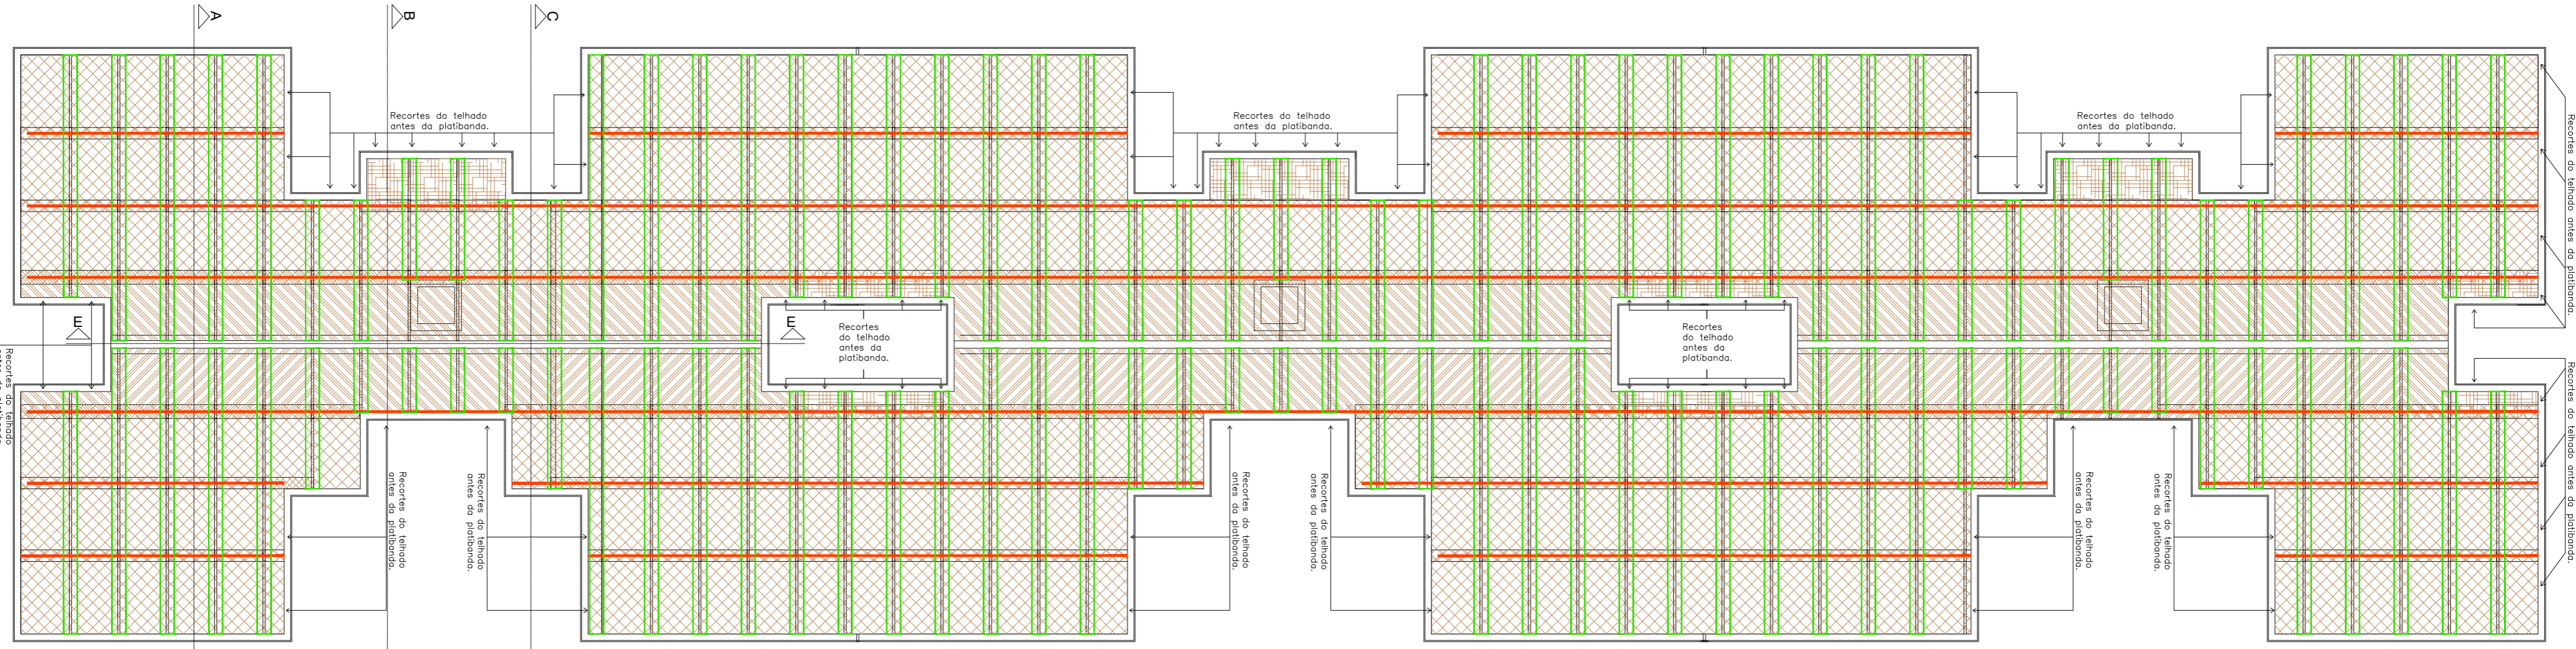 A
B
C
Recortes do telhado
antes da platibanda.
Recortes do telhado
antes da platibanda.
Recortes do telhado
antes da platibanda.
Recortes do telhado antes da platibanda.
E
E
Recortes
do telhado
antes da
platibanda.
Recortes
do telhado
antes da
platibanda.
Recortes do telhado
Recortes do telhado antes da platibanda.
Recortes do telhado
antes da platibanda.
Recortes do telhado
antes da platibanda.
Recortes do telhado
antes da platibanda.
Recortes do telhado
antes da platibanda.
Recortes do telhado
antes da platibanda.
Recortes do telhado
antes da platibanda.